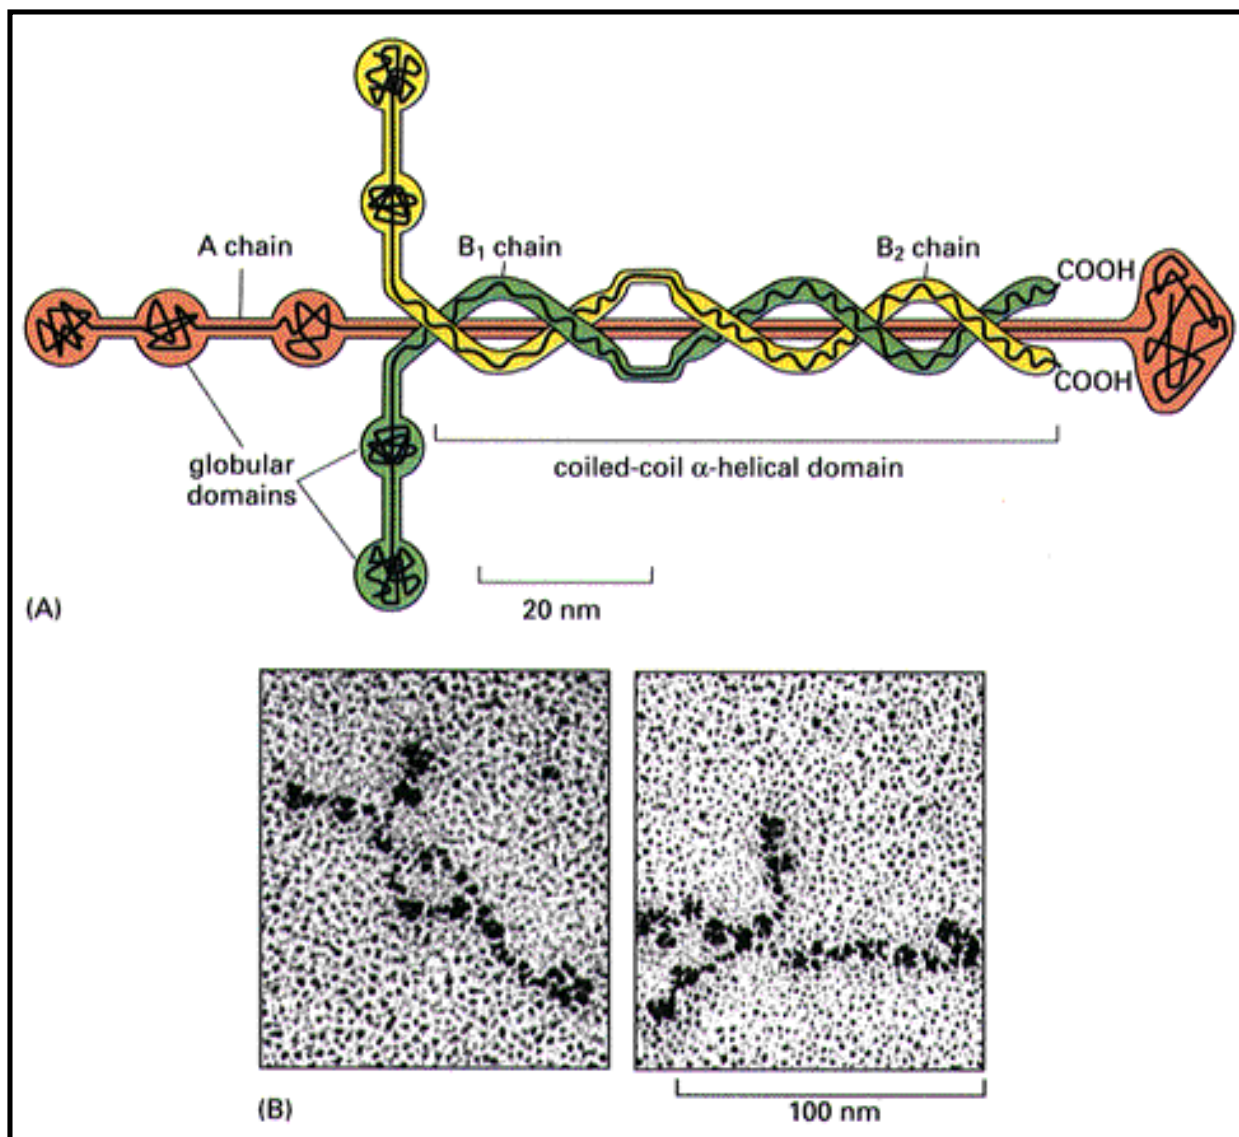 A chain
B₁ chain
B₂ chain
COOH
COOH
globular
domains
coiled-coil α-helical domain
20 nm
(A)
(B)
100 nm